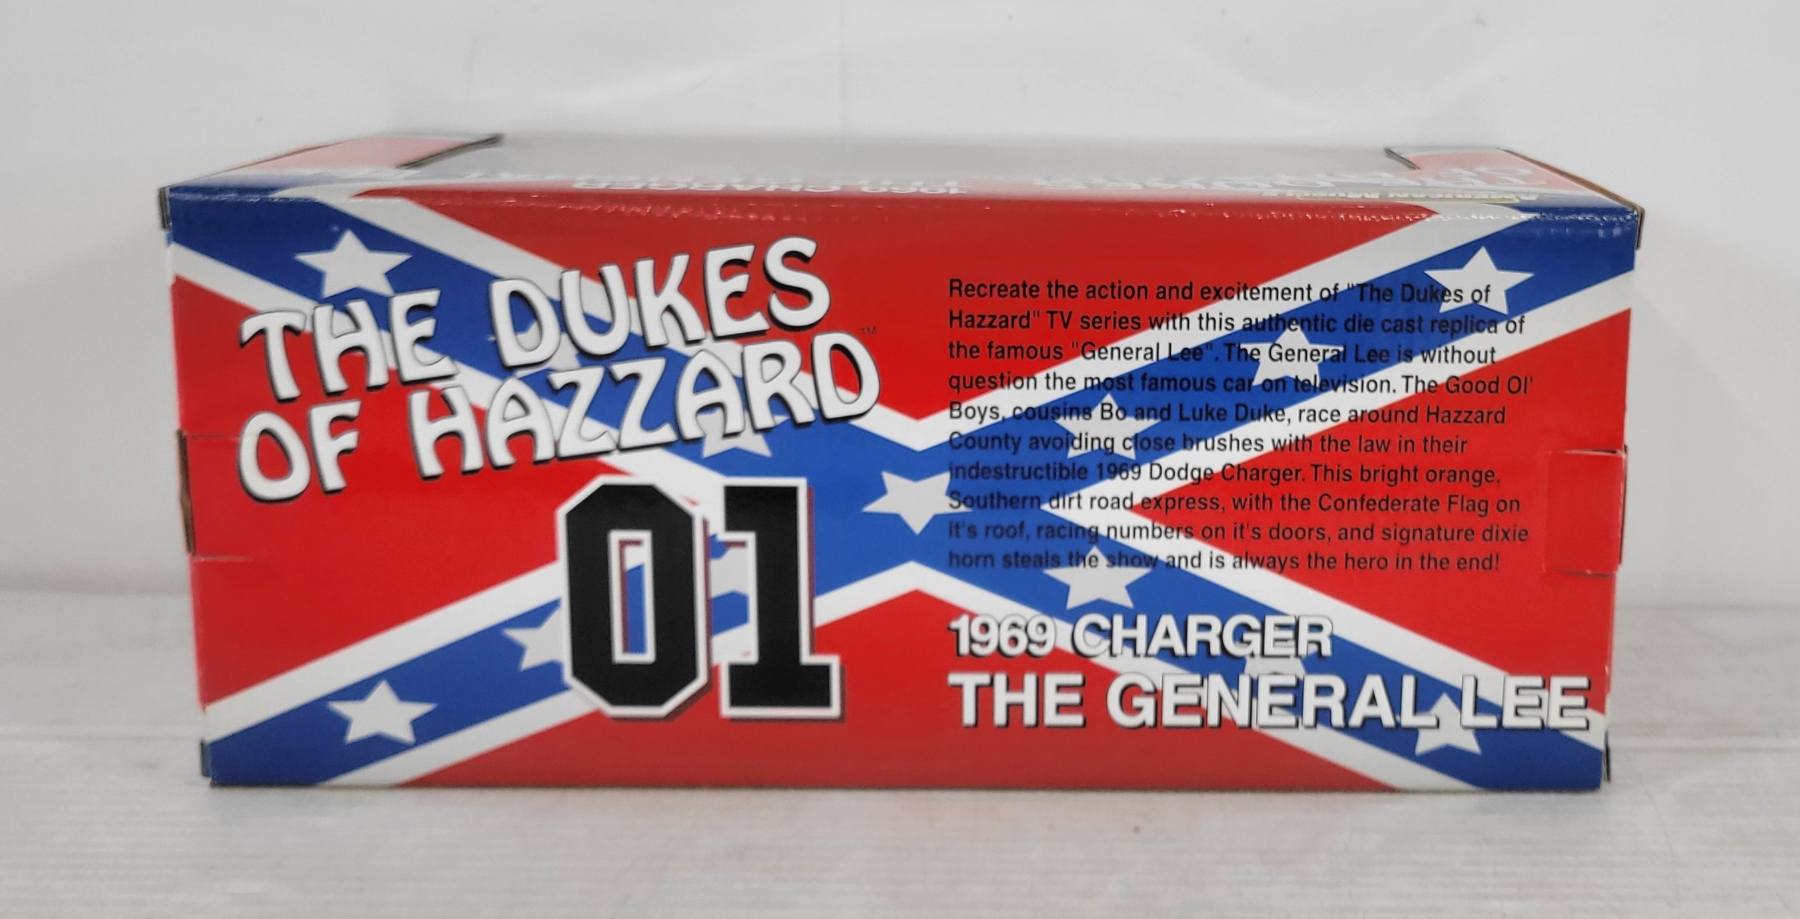 1969 CHARGER
AMERICAN MUSCLE
THE DUKES
OF HAZZARD™
01
Recreate the action and excitement of "The Dukes of
Hazzard" TV series with this authentic die cast replica of
the famous "General Lee". The General Lee is without
question the most famous car on television. The Good Ol'
Boys, cousins Bo and Luke Duke, race around Hazzard
County avoiding close brushes with the law in their
indestructible 1969 Dodge Charger. This bright orange,
Southern dirt road express, with the Confederate Flag on
it's roof, racing numbers on it's doors, and signature dixie
horn steals the show and is always the hero in the end!
1969 CHARGER
THE GENERAL LEE